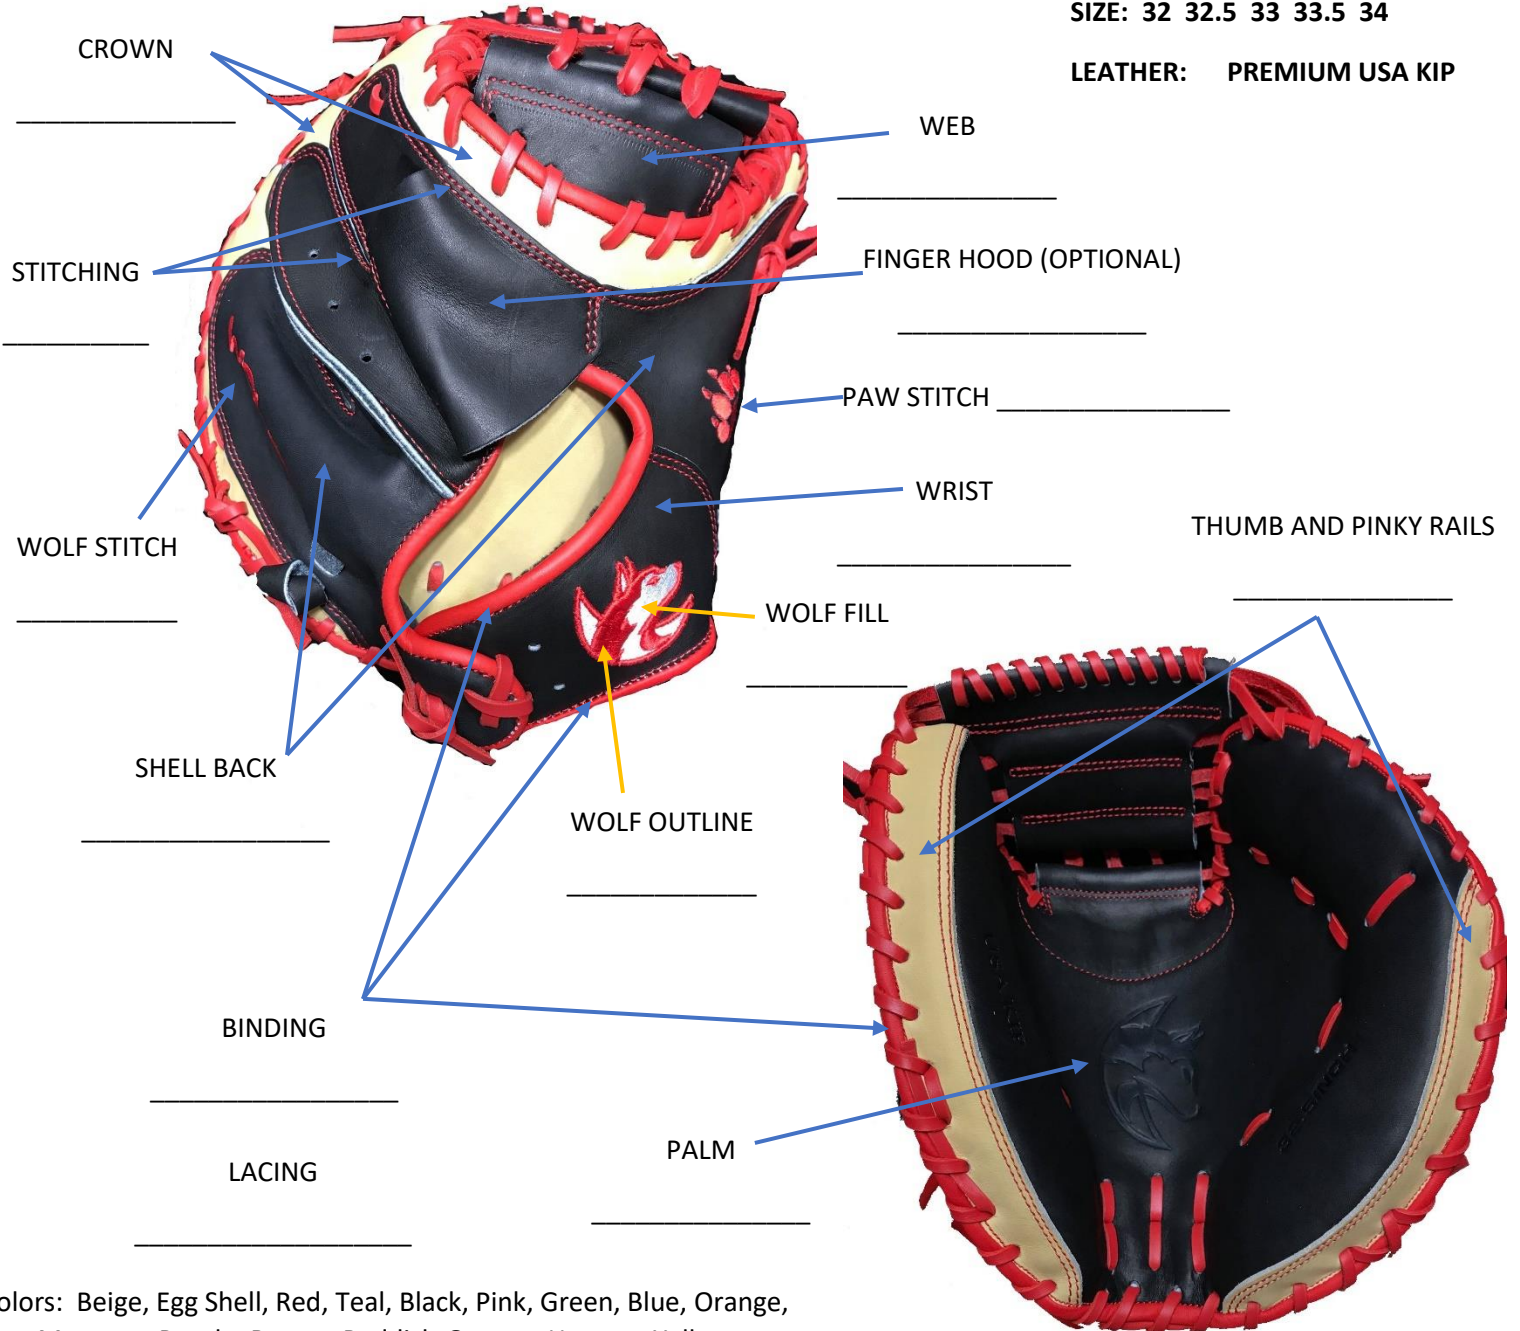 SIZE: 32 32.5 33 33.5 34
CROWN
LEATHER: PREMIUM USA KIP
WEB
STITCHING
FINGER HOOD (OPTIONAL)
PAW STITCH
WRIST
THUMB AND PINKY RAILS
WOLF STITCH
WOLF FILL
SHELL BACK
WOLF OUTLINE
USA KIP
BINDING
PALM
LACING
olors: Beige, Egg Shell, Red, Teal, Black, Pink, Green, Blue, Orange,